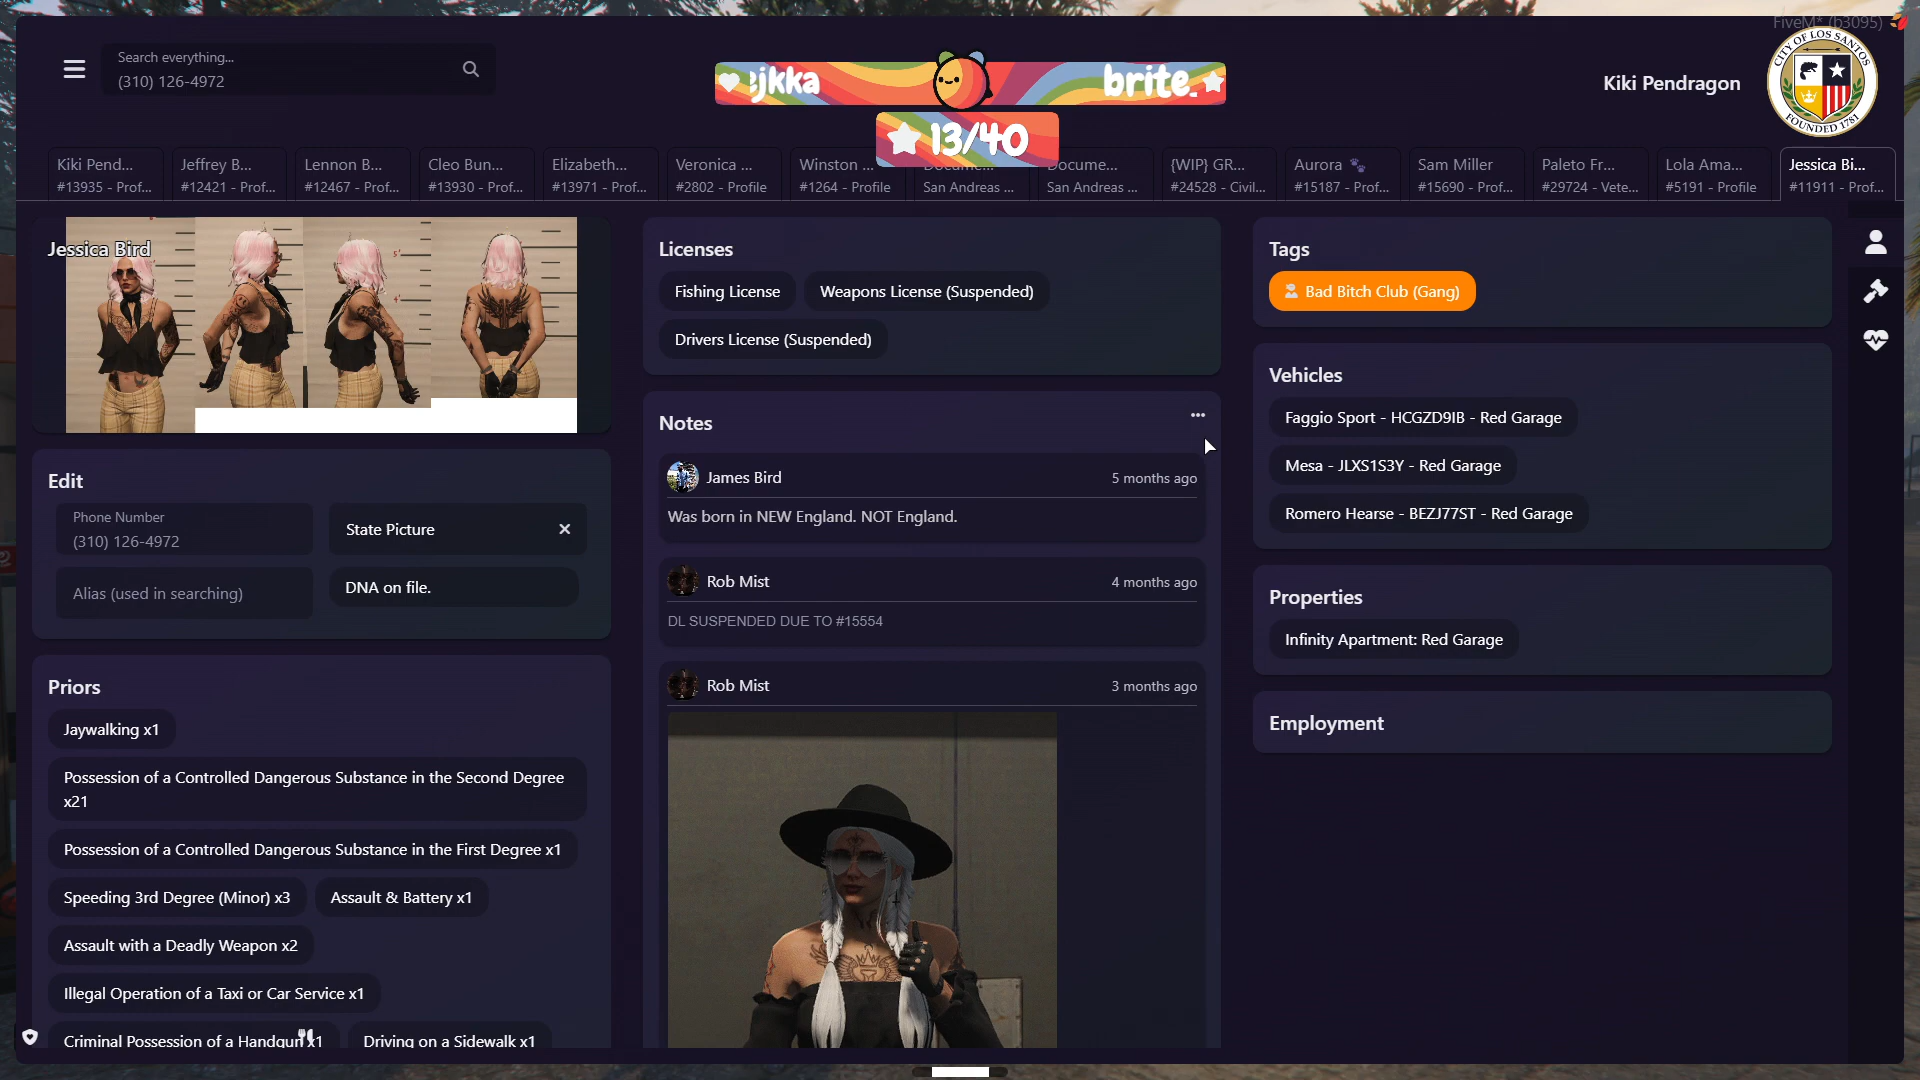 FiveM* (b3095)
Search everything...
(310) 126-4972
ijkka
brite.
13/40
Kiki Pendragon
CITY OF LOS SANTOS
FOUNDED 1781
Kiki Pend...
#13935 - Prof...
Jeffrey B...
#12421 - Prof...
Lennon B...
#12467 - Prof...
Cleo Bun...
#13930 - Prof...
Elizabeth...
#13971 - Prof...
Veronica ...
#2802 - Profile
Winston ...
#1264 - Profile
Docume...
San Andreas ...
Docume...
San Andreas ...
{WIP} GR...
#24528 - Civil...
Aurora 🐾
#15187 - Prof...
Sam Miller
#15690 - Prof...
Paleto Fr...
#29724 - Vete...
Lola Ama...
#5191 - Profile
Jessica Bi...
#11911 - Prof...
Jessica Bird
Edit
Phone Number
(310) 126-4972
State Picture
Alias (used in searching)
DNA on file.
Priors
Jaywalking x1
Possession of a Controlled Dangerous Substance in the Second Degree
x21
Possession of a Controlled Dangerous Substance in the First Degree x1
Speeding 3rd Degree (Minor) x3
Assault & Battery x1
Assault with a Deadly Weapon x2
Illegal Operation of a Taxi or Car Service x1
Criminal Possession of a Handgun x1
Driving on a Sidewalk x1
Licenses
Fishing License
Weapons License (Suspended)
Drivers License (Suspended)
Notes
James Bird
5 months ago
Was born in NEW England. NOT England.
Rob Mist
4 months ago
DL SUSPENDED DUE TO #15554
Rob Mist
3 months ago
Tags
Bad Bitch Club (Gang)
Vehicles
Faggio Sport - HCGZD9IB - Red Garage
Mesa - JLXS1S3Y - Red Garage
Romero Hearse - BEZJ77ST - Red Garage
Properties
Infinity Apartment: Red Garage
Employment